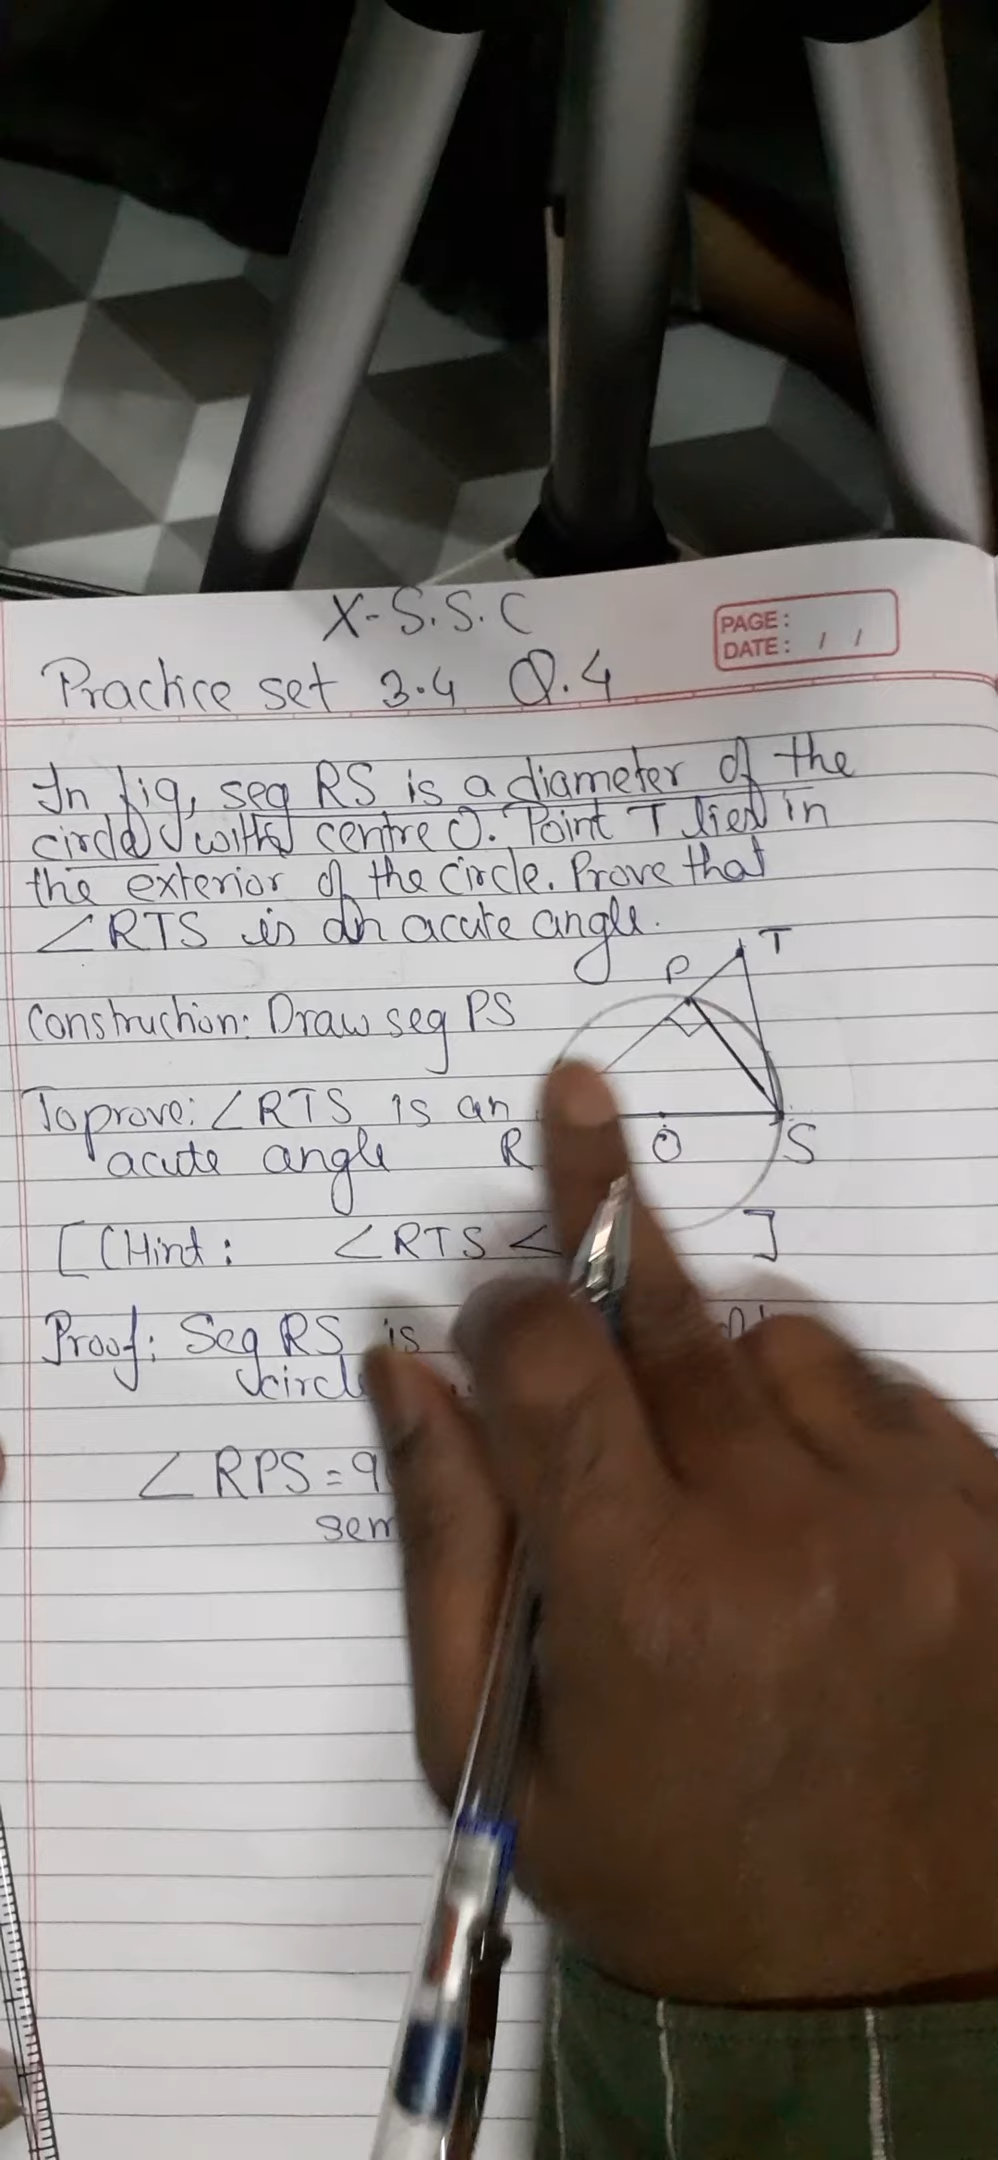 X-S.S.C
PAGE:
DATE: / /
Practice set 3.4 Q.4
In fig, seg RS is a diameter of the
circle with centre O. Point T lies in
the exterior of the circle. Prove that
∠RTS is an acute angle.
T
P
Construction: Draw seg PS
To prove: ∠RTS is an
acute angle
R O S
[(Hint: ∠RTS < ]
Proof: Seg RS is
circle
∠RPS = 9
sem